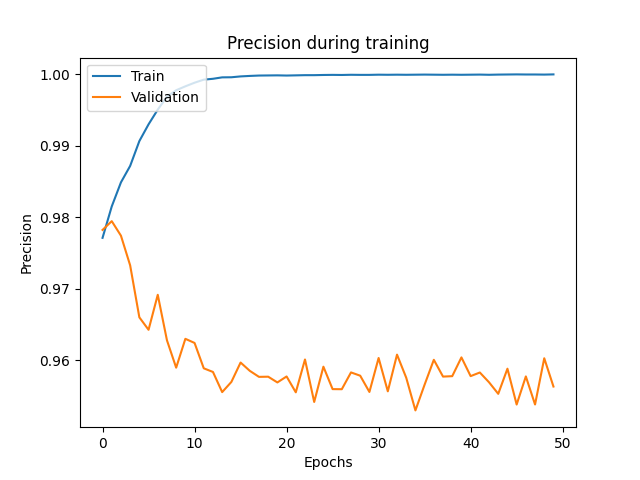 Precision during training
Train
Validation
1.00
0.99
0.98
0.97
0.96
Precision
0 10 20 30 40 50
Epochs